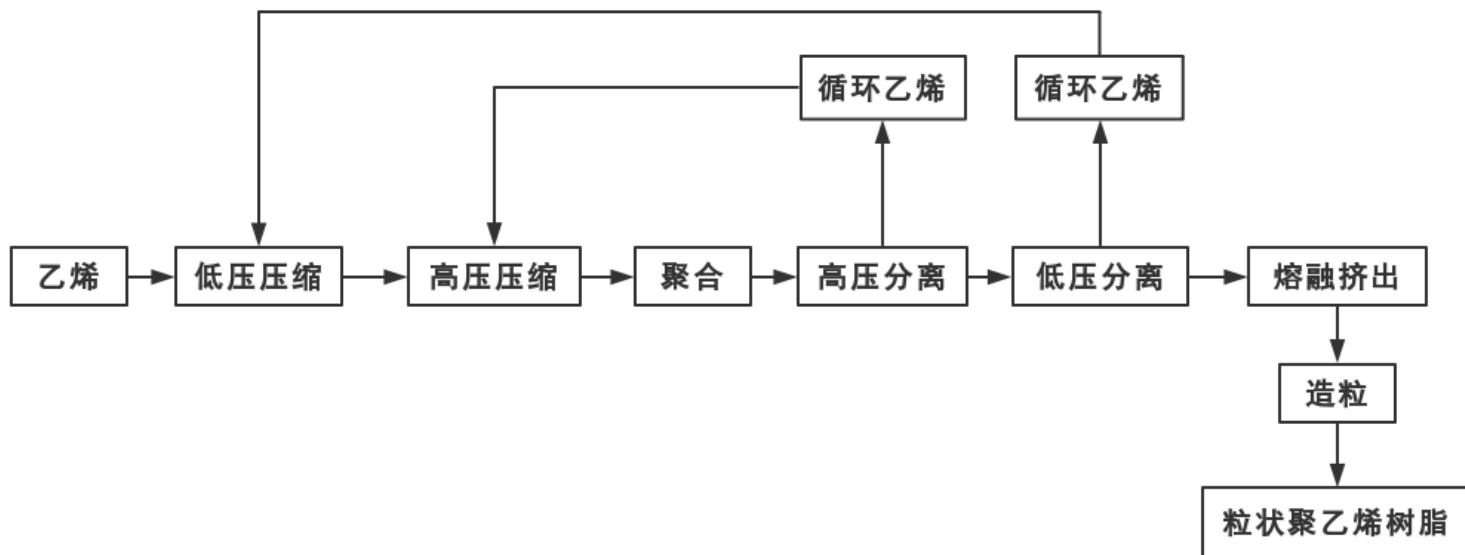 循环乙烯
循环乙烯
乙烯
低压压缩
高压压缩
聚合
高压分离
低压分离
熔融挤出
造粒
粒状聚乙烯树脂